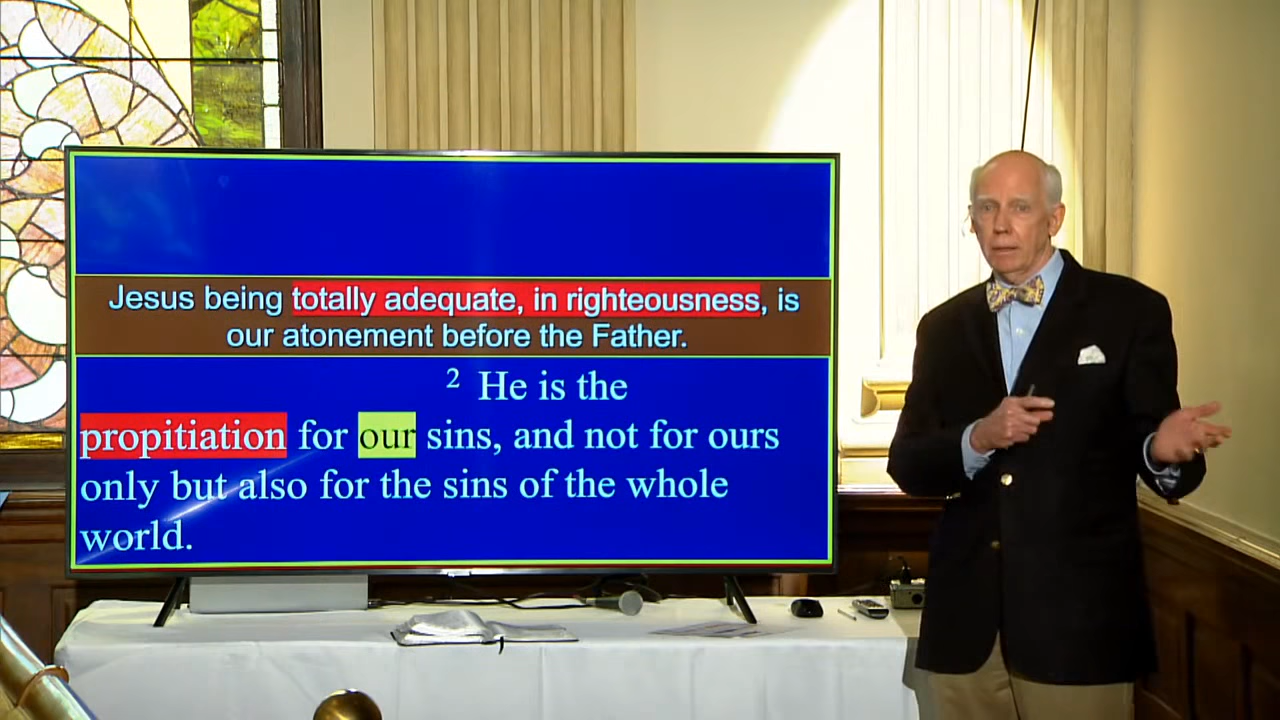 Jesus being totally adequate, in righteousness, is
our atonement before the Father.
2 He is the
propitiation for our sins, and not for ours
only but also for the sins of the whole
world.